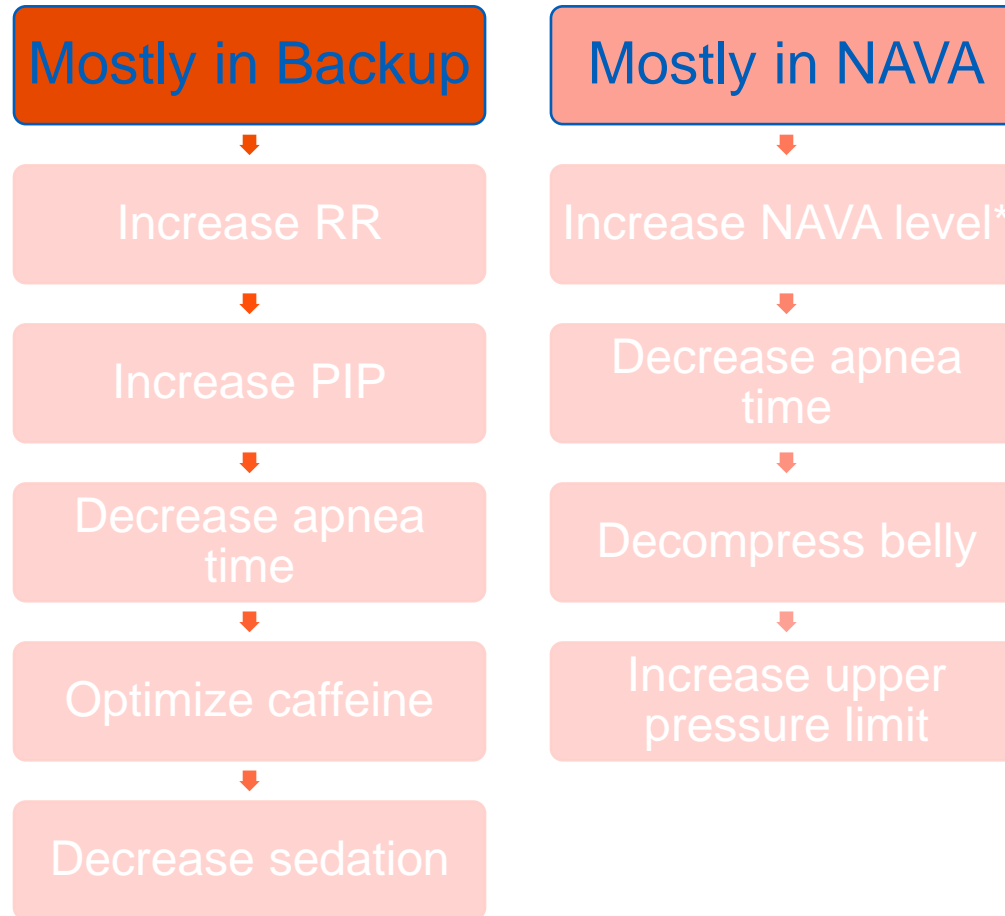 Mostly in Backup
Increase RR
Increase PIP
Decrease apnea
time
Optimize caffeine
Decrease sedation
Mostly in NAVA
Increase NAVA level*
Decrease apnea
time
Decompress belly
Increase upper
pressure limit